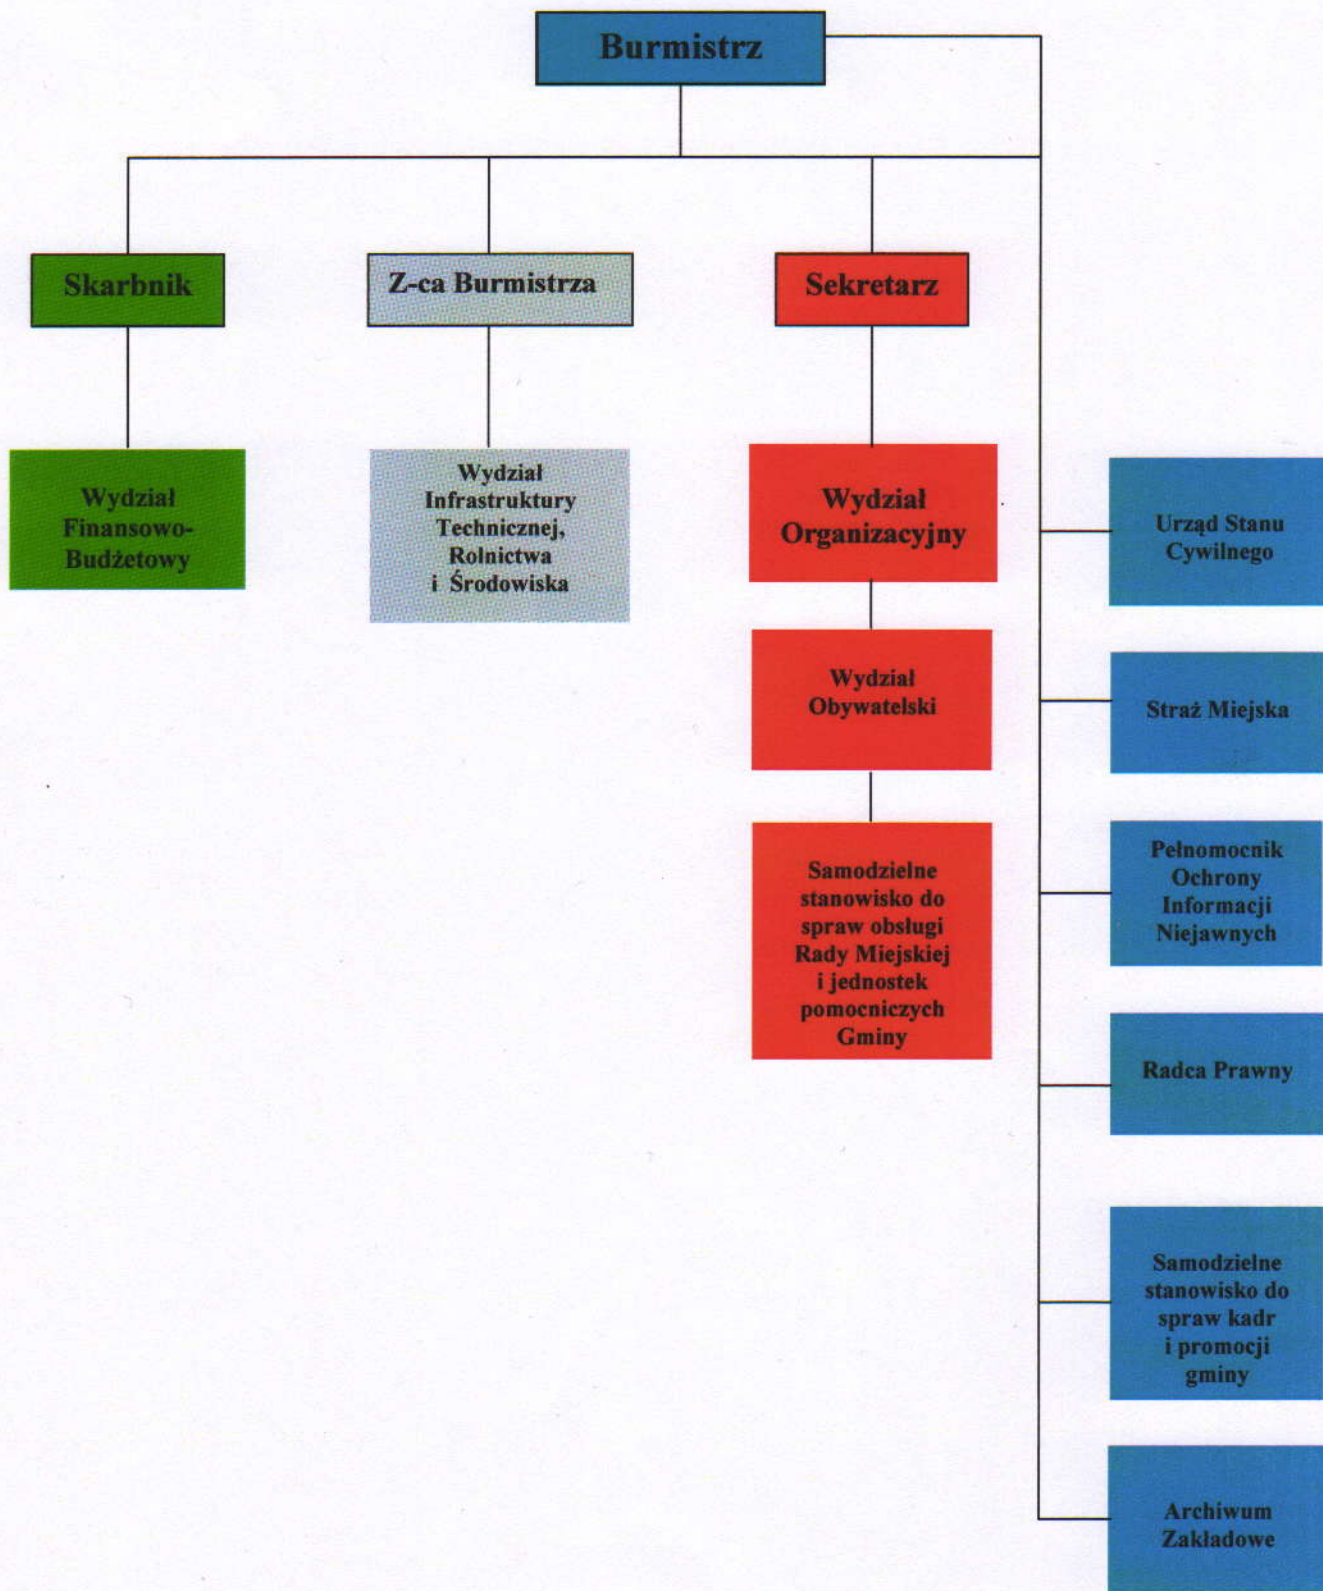 Burmistrz
Skarbnik
Z-ca Burmistrza
Sekretarz
Wydział
Finansowo-
Budżetowy
Wydział
Infrastruktury
Technicznej,
Rolnictwa
i Środowiska
Wydział
Organizacyjny
Wydział
Obywatelski
Samodzielne
stanowisko do
spraw obsługi
Rady Miejskiej
i jednostek
pomocniczych
Gminy
Urząd Stanu
Cywilnego
Straż Miejska
Pełnomocnik
Ochrony
Informacji
Niejawnych
Radca Prawny
Samodzielne
stanowisko do
spraw kadr
i promocji
gminy
Archiwum
Zakładowe